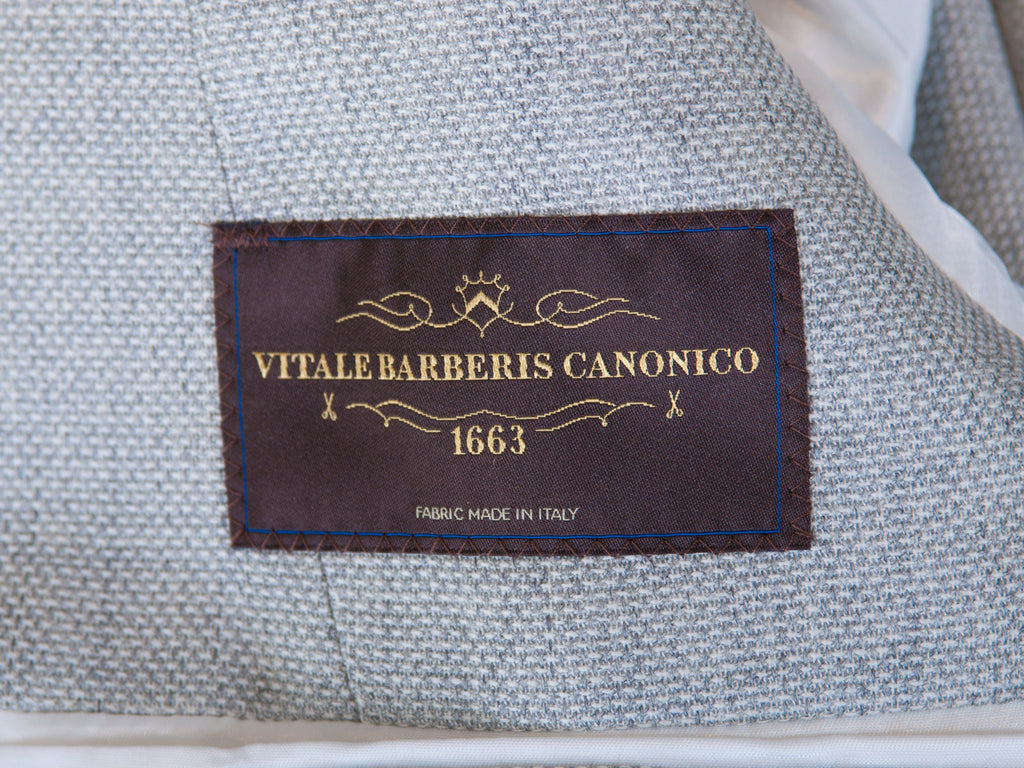 VITALE BARBERIS CANONICO
1663
FABRIC MADE IN ITALY